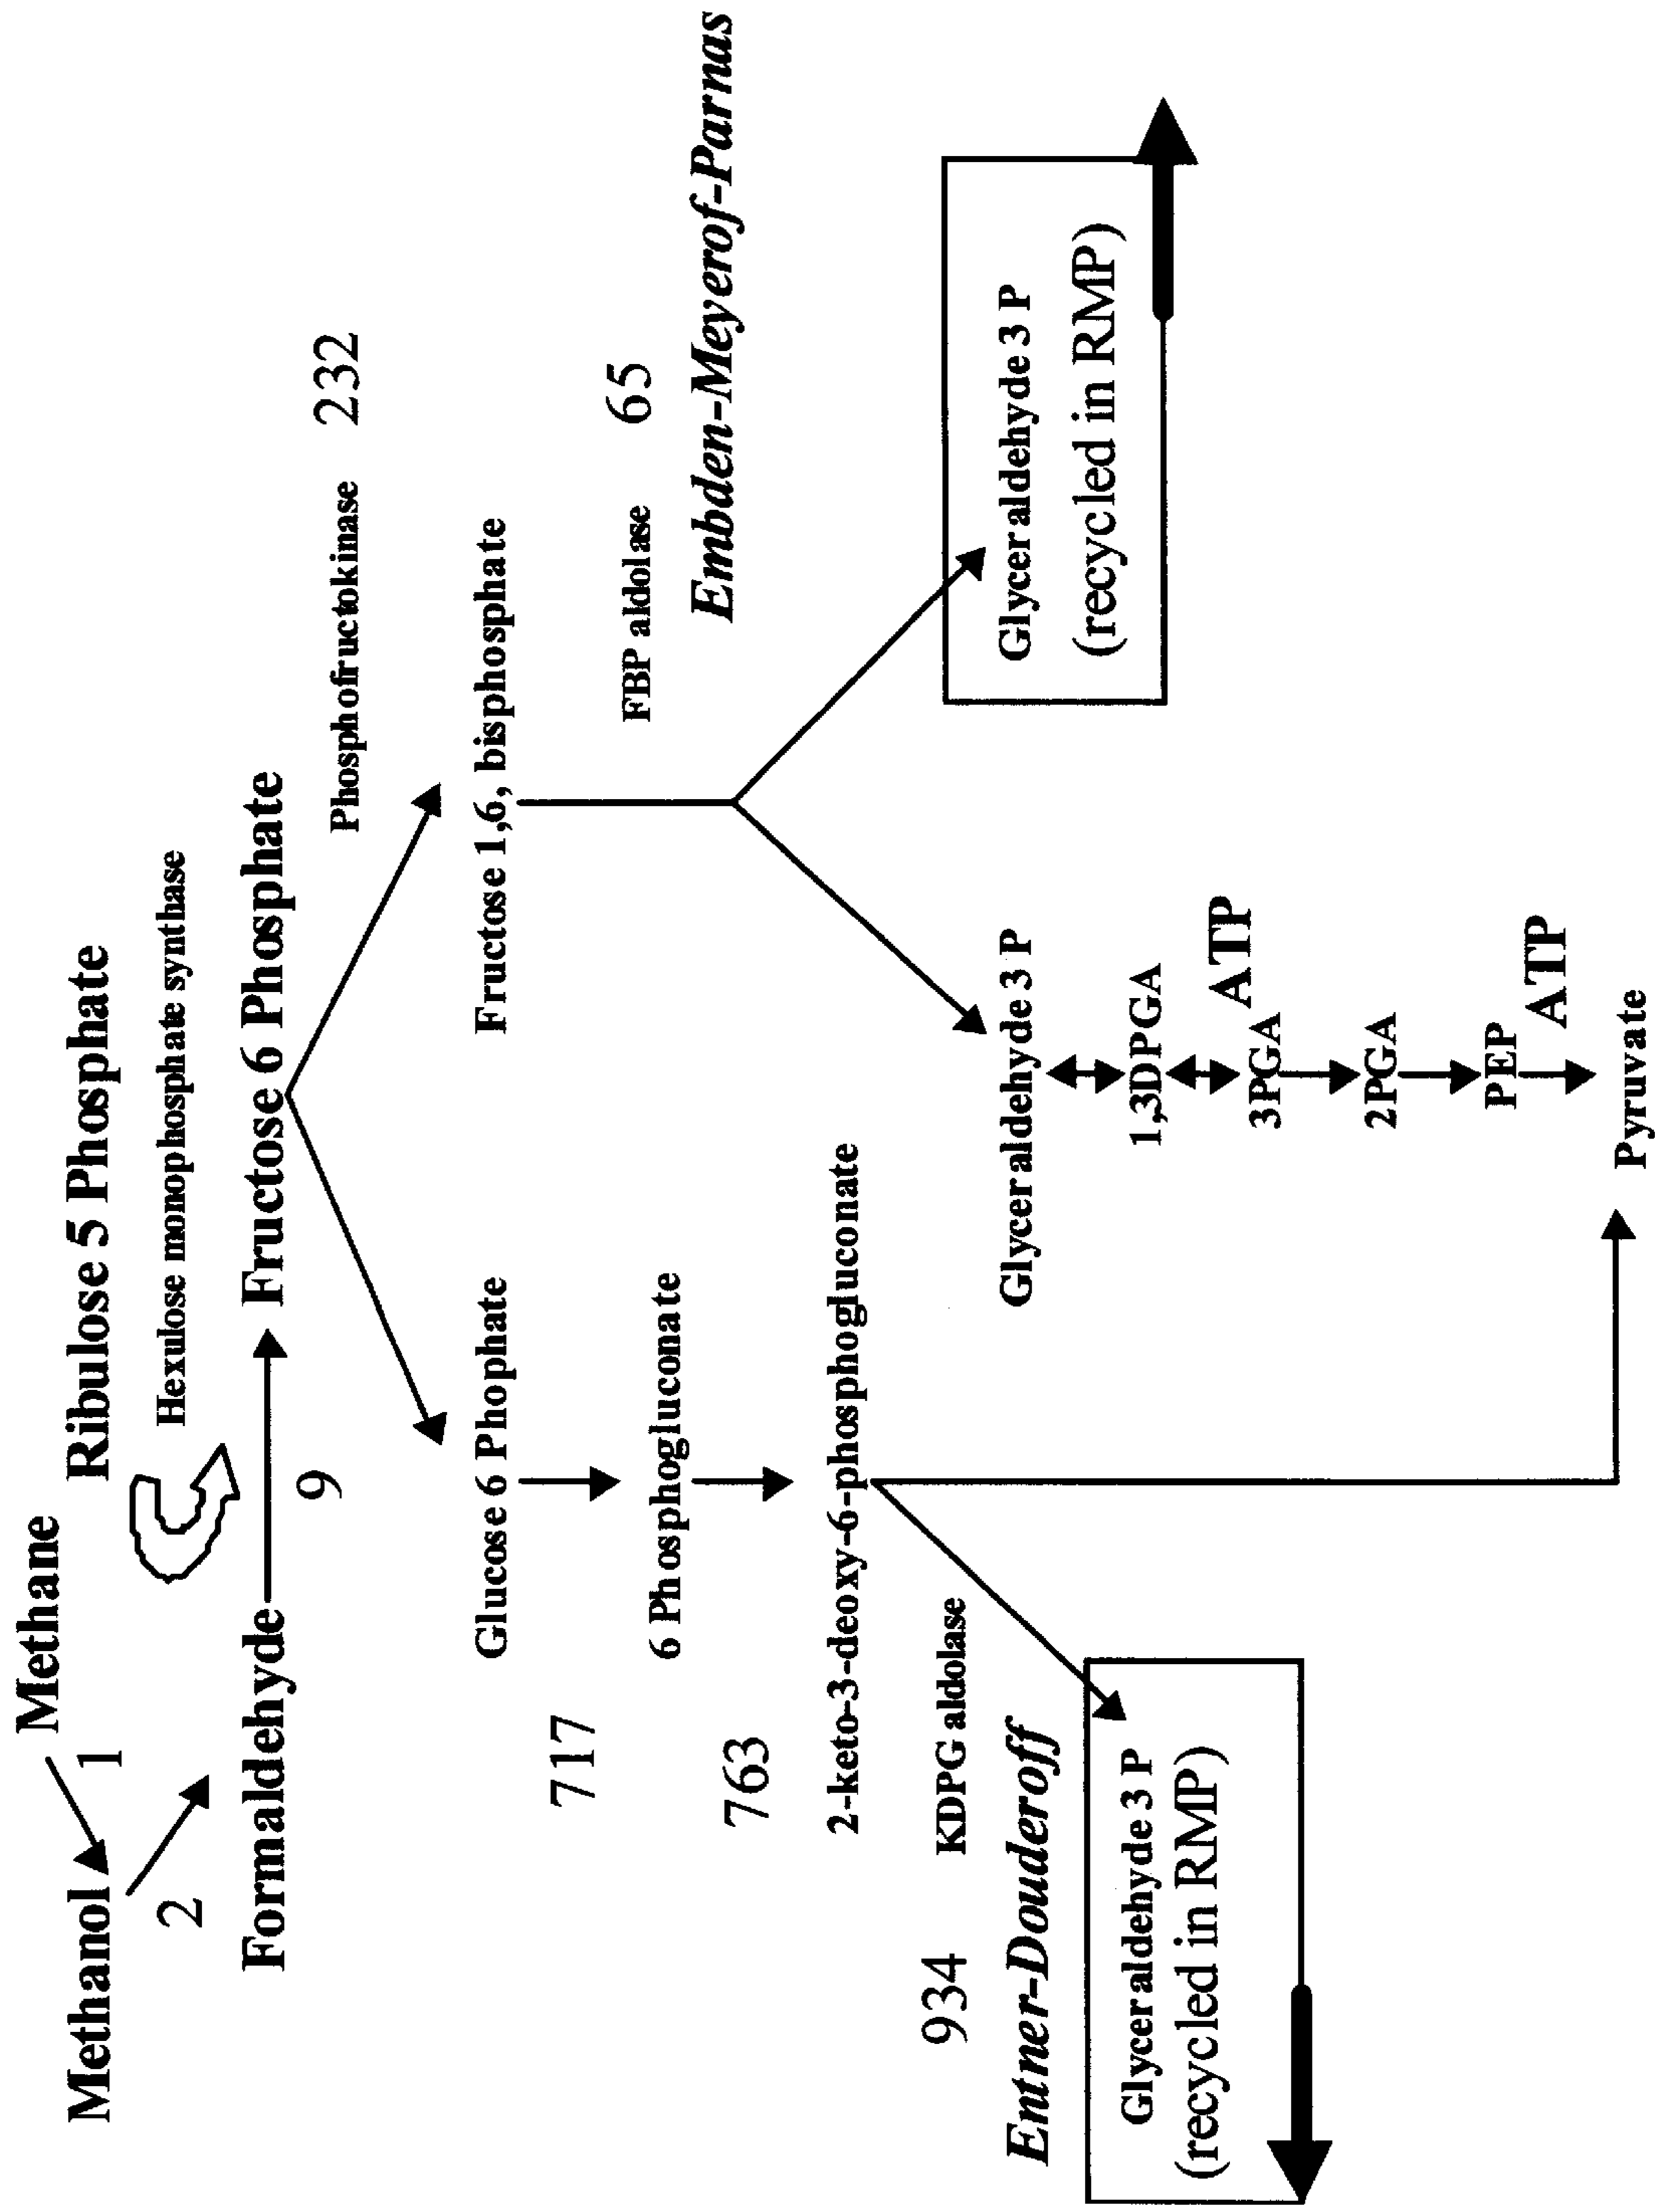 Methane
Methanol
1
Ribulose 5 Phosphate
2
Hexulose monophosphate synthase
Formaldehyde
9
Fructose 6 Phosphate
Phosphofructokinase
232
Glucose 6 Phophate
Fructose 1,6, bisphosphate
717
FBP aldolase
65
6 Phosphogluconate
Embden-Meyerof-Parnas
763
2-keto-3-deoxy-6-phosphogluconate
934
KDPG aldolase
Entner-Douderoff
Glyceraldehyde 3 P
Glyceraldehyde 3 P
(recycled in RMP)
Glyceraldehyde 3 P
(recycled in RMP)
1,3DPGA
ATP
3PGA
2PGA
PEP
ATP
Pyruvate